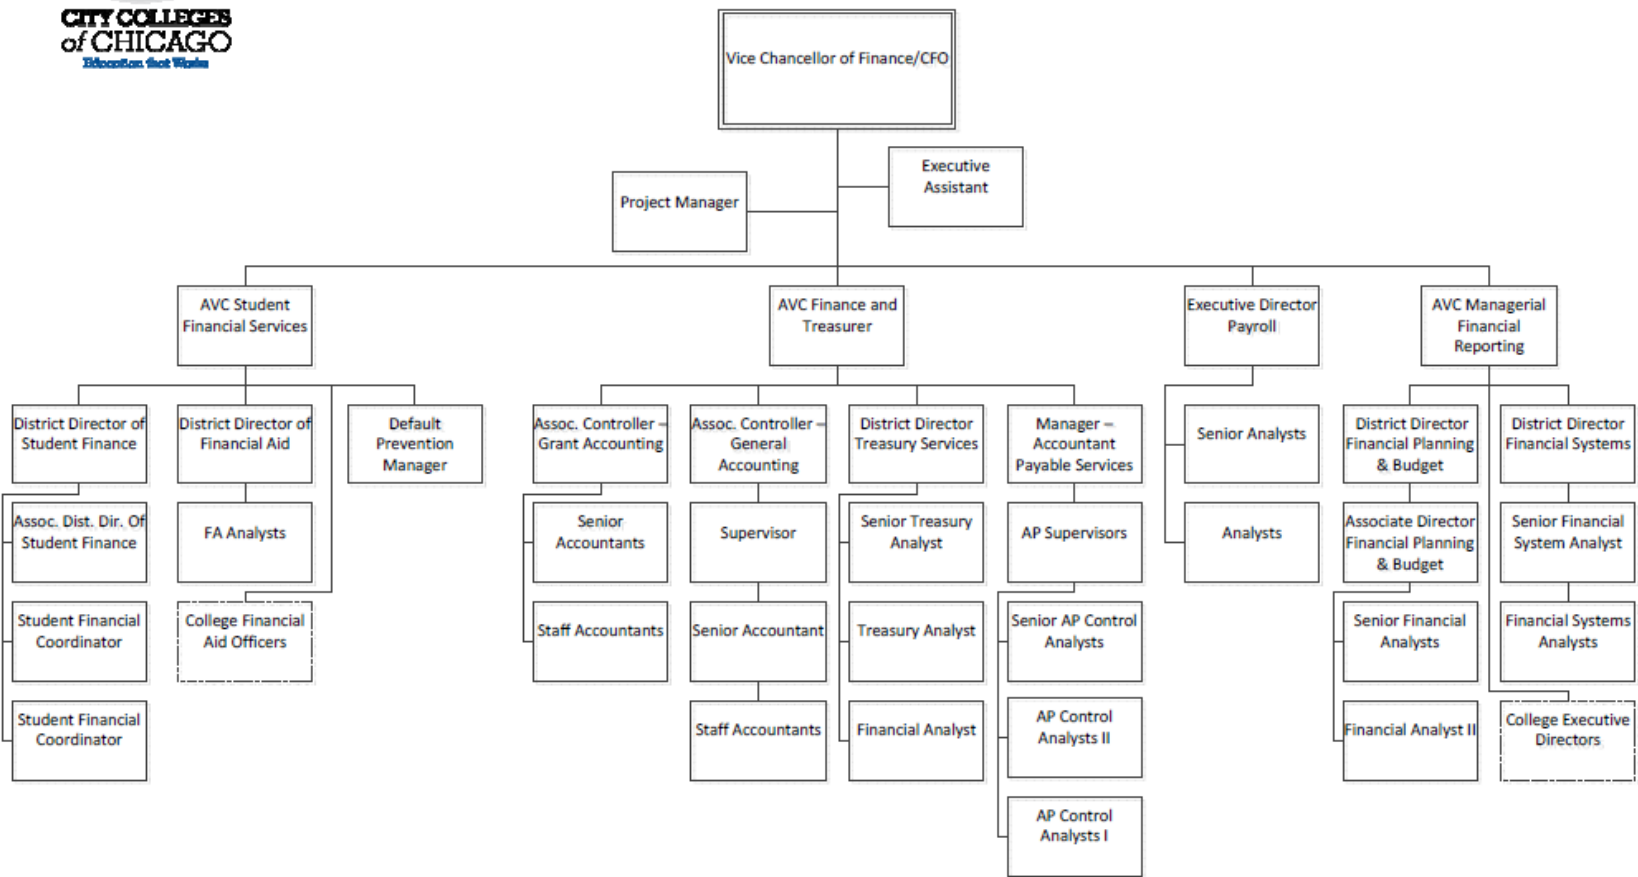 CITY COLLEGES
of CHICAGO
Education that Works
Vice Chancellor of Finance/CFO
Executive
Assistant
Project Manager
AVC Student
Financial Services
AVC Finance and
Treasurer
Executive Director
Payroll
AVC Managerial
Financial
Reporting
District Director of
Student Finance
District Director of
Financial Aid
Default
Prevention
Manager
Assoc. Controller –
Grant Accounting
Assoc. Controller –
General
Accounting
District Director
Treasury Services
Manager –
Accountant
Payable Services
Senior Analysts
District Director
Financial Planning
& Budget
District Director
Financial Systems
Assoc. Dist. Dir. Of
Student Finance
FA Analysts
Senior
Accountants
Supervisor
Senior Treasury
Analyst
AP Supervisors
Analysts
Associate Director
Financial Planning
& Budget
Senior Financial
System Analyst
Student Financial
Coordinator
College Financial
Aid Officers
Staff Accountants
Senior Accountant
Treasury Analyst
Senior AP Control
Analysts
Senior Financial
Analysts
Financial Systems
Analysts
Student Financial
Coordinator
Staff Accountants
Financial Analyst
AP Control
Analysts II
Financial Analyst II
College Executive
Directors
AP Control
Analysts I